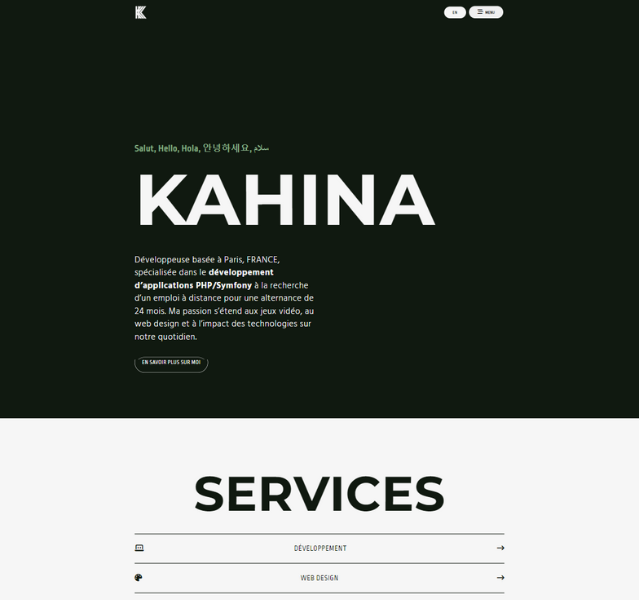 K
EN
MENU
Salut, Hello, Hola, 안녕하세요, سلام
KAHINA
Développeuse basée à Paris, FRANCE,
spécialisée dans le développement
d'applications PHP/Symfony à la recherche
d'un emploi à distance pour une alternance de
24 mois. Ma passion s'étend aux jeux vidéo, au
web design et à l'impact des technologies sur
notre quotidien.
EN SAVOIR PLUS SUR MOI
SERVICES
DÉVELOPPEMENT
WEB DESIGN